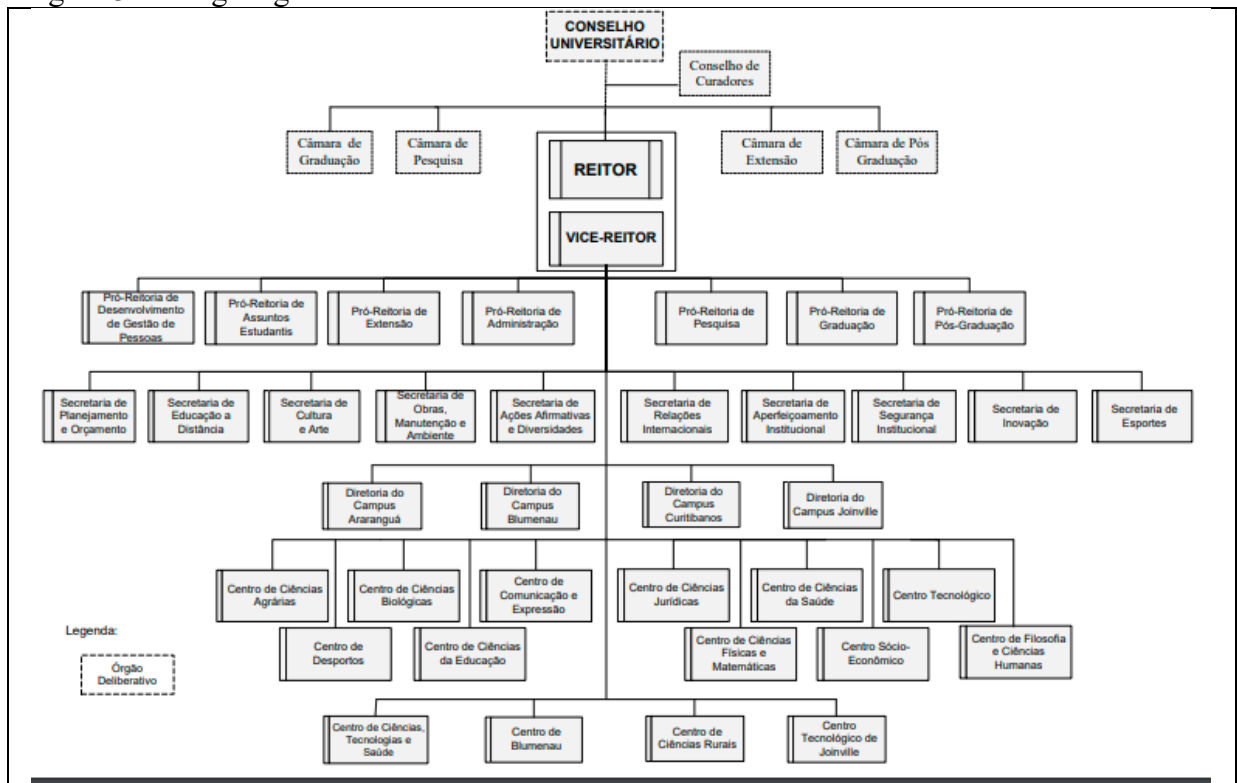 CONSELHO
UNIVERSITÁRIO
Conselho de
Curadores
Câmara de
Graduação
Câmara de
Pesquisa
Câmara de
Extensão
Câmara de Pós
Graduação
REITOR
VICE-REITOR
Pró-Reitoria de
Desenvolvimento
de Gestão de
Pessoas
Pró-Reitoria de
Assuntos
Estudantis
Pró-Reitoria de
Extensão
Pró-Reitoria de
Administração
Pró-Reitoria de
Pesquisa
Pró-Reitoria de
Graduação
Pró-Reitoria de
Pós-Graduação
Secretaria de
Planejamento
e Orçamento
Secretaria de
Educação a
Distância
Secretaria de
Cultura
e Arte
Secretaria de
Obras,
Manutenção e
Ambiente
Secretaria de
Ações Afirmativas
e Diversidades
Secretaria de
Relações
Internacionais
Secretaria de
Aperfeiçoamento
Institucional
Secretaria de
Segurança
Institucional
Secretaria de
Inovação
Secretaria de
Esportes
Diretoria do
Campus
Araranguá
Diretoria do
Campus
Blumenau
Diretoria do
Campus
Curitibanos
Diretoria do
Campus Joinville
Centro de Ciências
Agrárias
Centro de Ciências
Biológicas
Centro de
Comunicação e
Expressão
Centro de Ciências
Jurídicas
Centro de Ciências
da Saúde
Centro Tecnológico
Centro de
Desportos
Centro de Ciências
da Educação
Centro de Ciências
Físicas e
Matemáticas
Centro Sócio-
Econômico
Centro de Filosofia
e Ciências
Humanas
Legenda:
Órgão
Deliberativo
Centro de Ciências,
Tecnologias e
Saúde
Centro de
Blumenau
Centro de
Ciências Rurais
Centro
Tecnológico de
Joinville